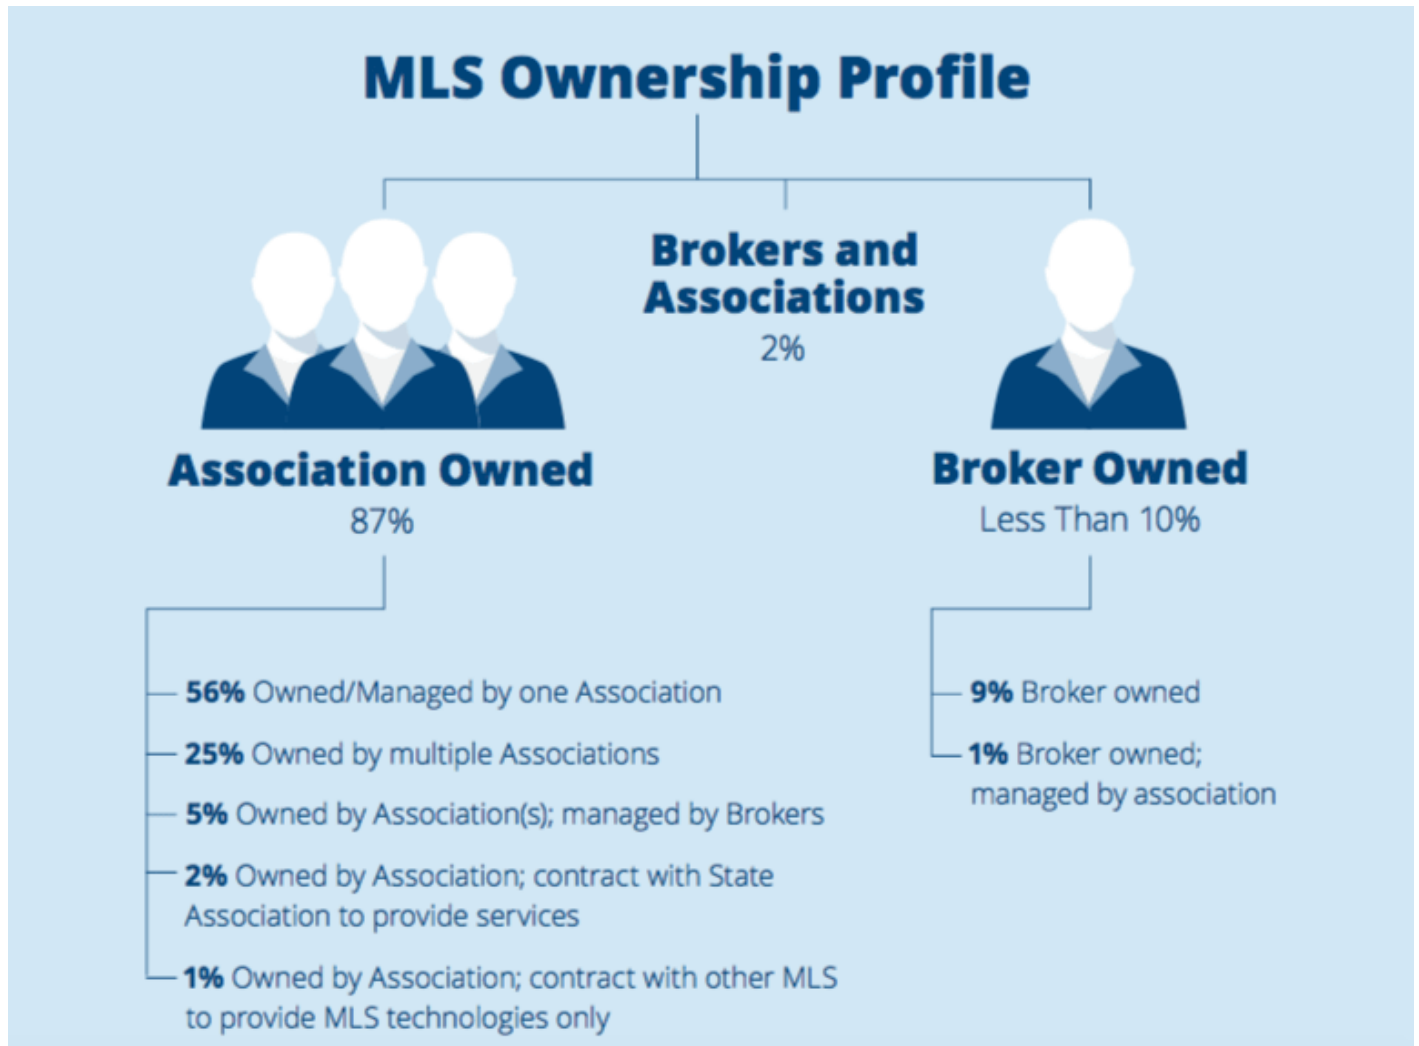 MLS Ownership Profile
Brokers and
Associations
2%
Association Owned
87%
56% Owned/Managed by one Association
25% Owned by multiple Associations
5% Owned by Association(s); managed by Brokers
2% Owned by Association; contract with State
Association to provide services
1% Owned by Association; contract with other MLS
to provide MLS technologies only
Broker Owned
Less Than 10%
9% Broker owned
1% Broker owned;
managed by association